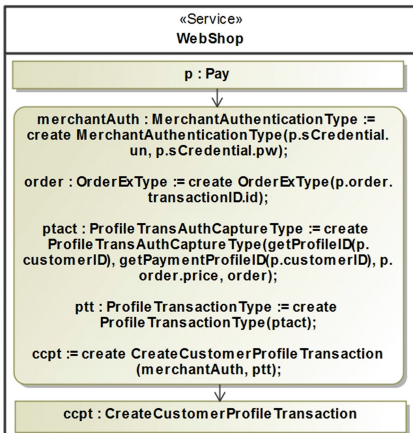 «Service»
WebShop
p : Pay
merchantAuth : MerchantAuthenticationType :=
create MerchantAuthenticationType(p.sCredential.
un, p.sCredential.pw);
order : OrderExType := create OrderExType(p.order.
transactionID.id);
ptact : ProfileTransAuthCaptureType := create
ProfileTransAuthCaptureType(getProfileID(p.
customerID), getPaymentProfileID(p.customerID), p.
order.price, order);
ptt : ProfileTransactionType := create
ProfileTransactionType(ptact);
ccpt := create CreateCustomerProfileTransaction
(merchantAuth, ptt);
ccpt : CreateCustomerProfileTransaction